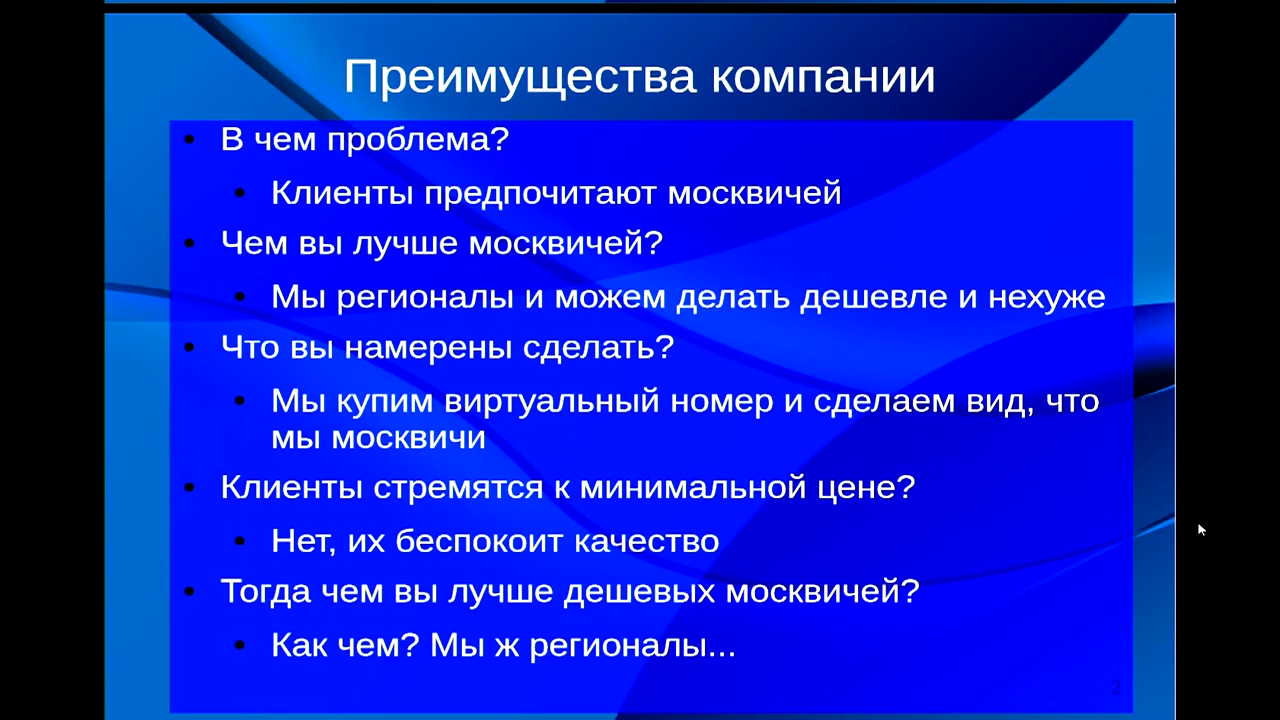 Преимущества компании
• В чем проблема?
• Клиенты предпочитают москвичей
• Чем вы лучше москвичей?
• Мы регионалы и можем делать дешевле и нехуже
• Что вы намерены сделать?
• Мы купим виртуальный номер и сделаем вид, что
мы москвичи
• Клиенты стремятся к минимальной цене?
• Нет, их беспокоит качество
• Тогда чем вы лучше дешевых москвичей?
• Как чем? Мы ж регионалы...
2